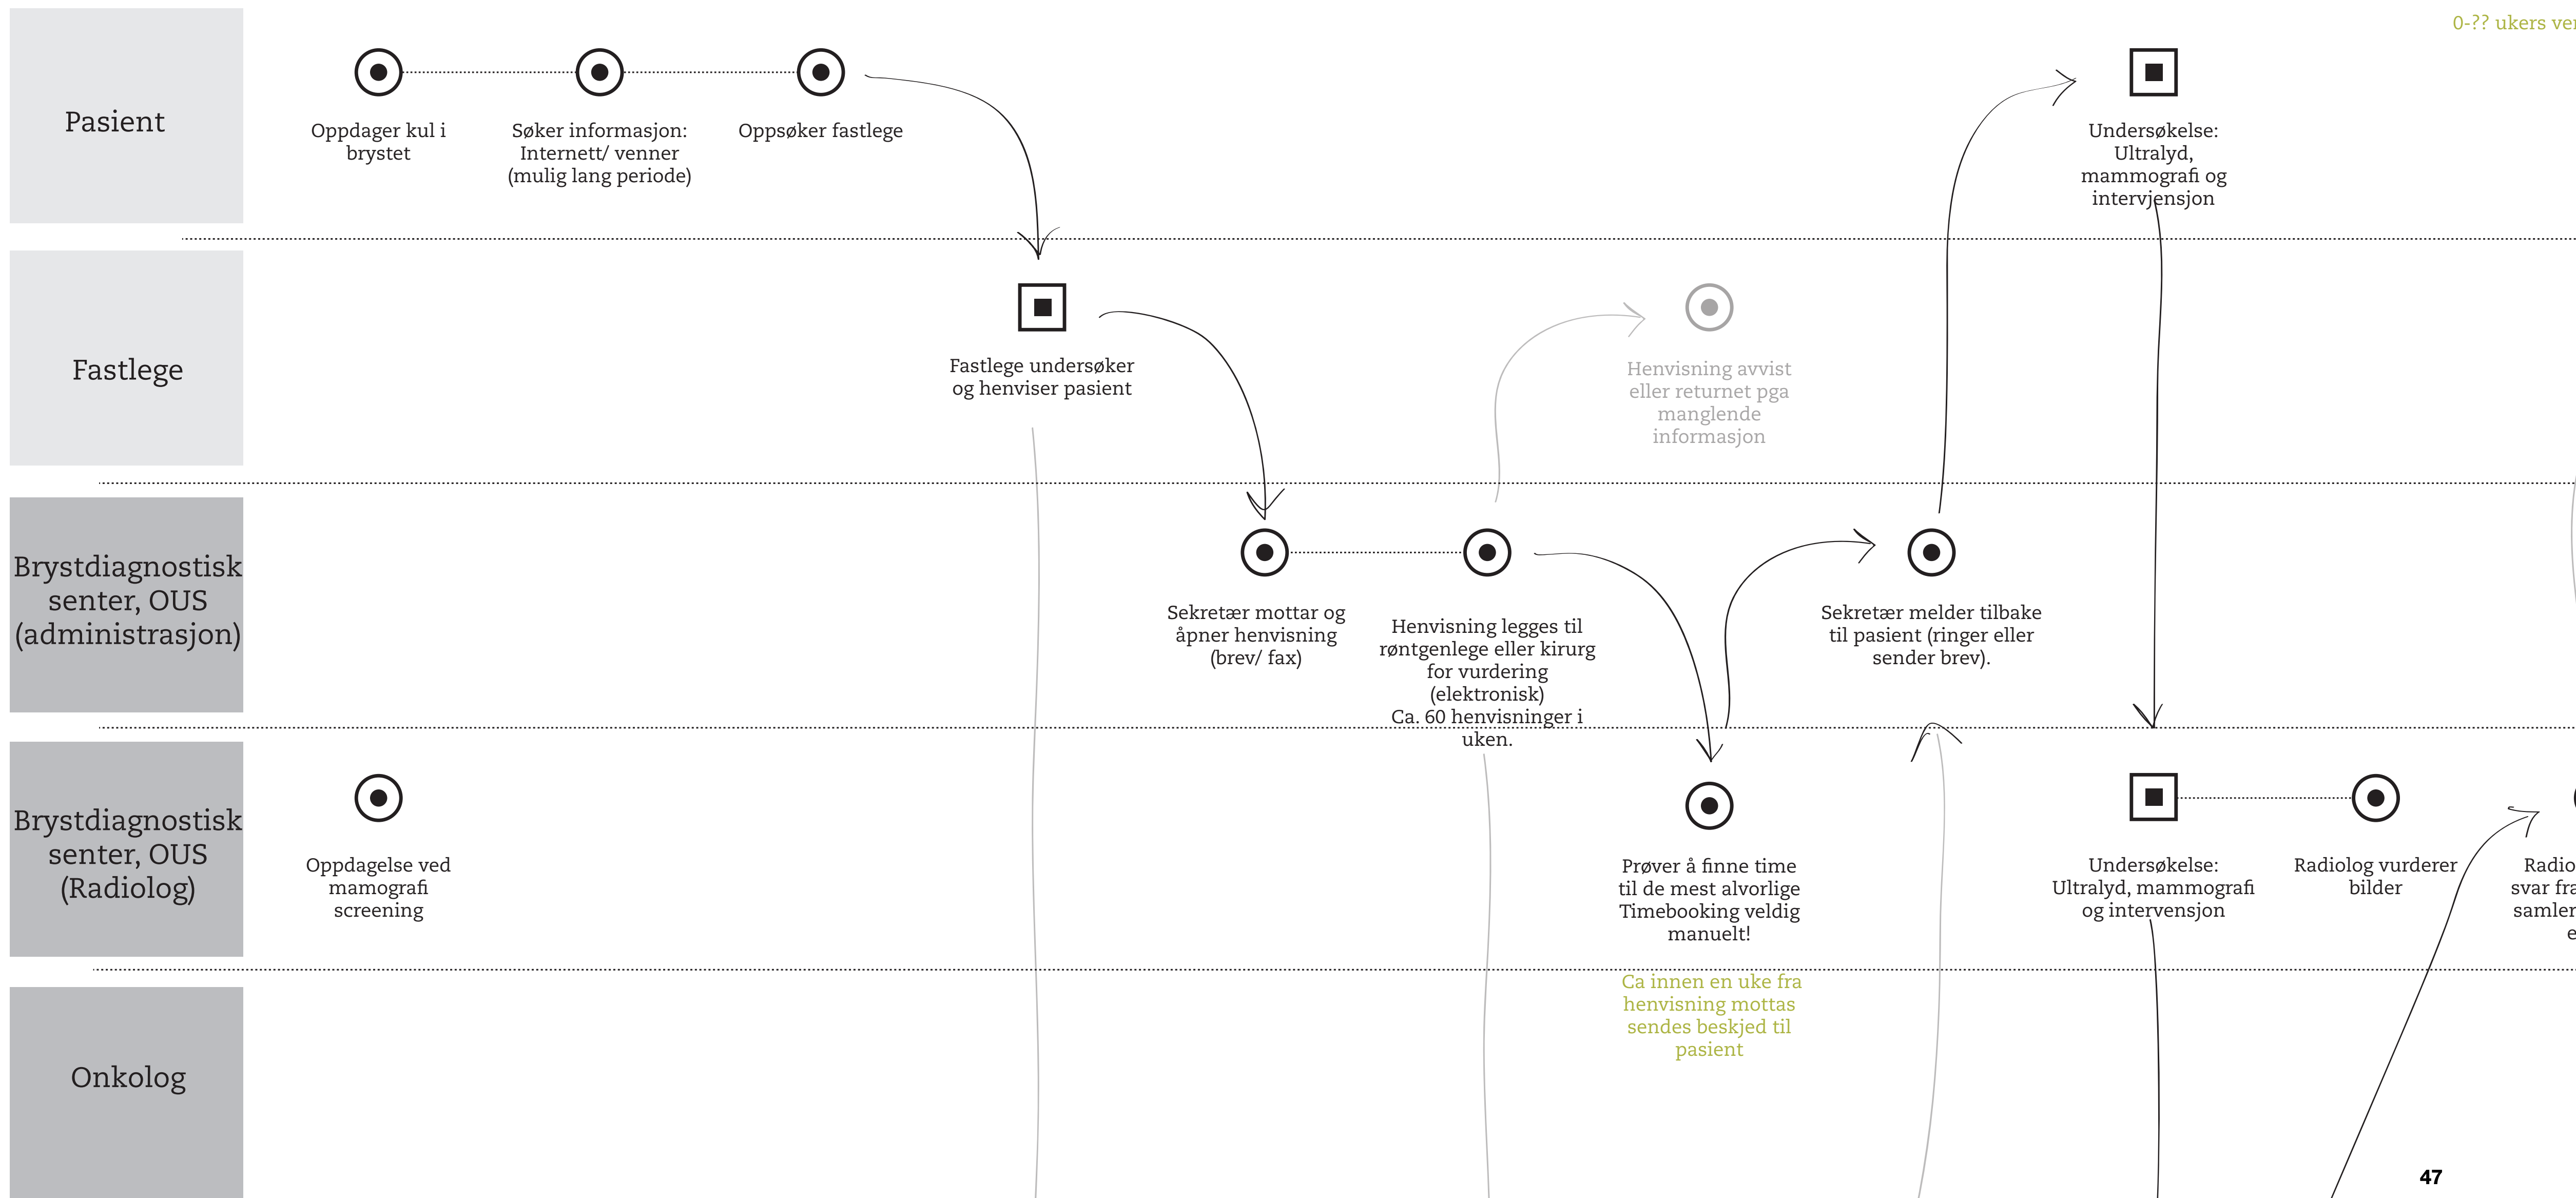 0-?? ukers
Pasient
Oppdager kul i
brystet
Søker informasjon:
Internett/ venner
(mulig lang periode)
Oppsøker fastlege
Undersøkelse:
Ultralyd,
mammografi og
intervjensjon
Fastlege
Fastlege undersøker
og henviser pasient
Henvisning avvist
eller returnet pga
manglende
informasjon
Brystdiagnostisk
senter, OUS
(administrasjon)
Sekretær mottar og
åpner henvisning
(brev/ fax)
Henvisning legges til
røntgenlege eller kirurg
for vurdering
(elektronisk)
Ca. 60 henvisninger i
uken.
Sekretær melder tilbake
til pasient (ringer eller
sender brev).
Brystdiagnostisk
senter, OUS
(Radiolog)
Oppdagelse ved
mamografi
screening
Prøver å finne time
til de mest alvorlige
Timebooking veldig
manuelt!
Ca innen en uke fra
henvisning mottas
sendes beskjed til
pasient
Undersøkelse:
Ultralyd, mammografi
og intervensjon
Radiolog vurderer
bilder
svar
Onkolog
47